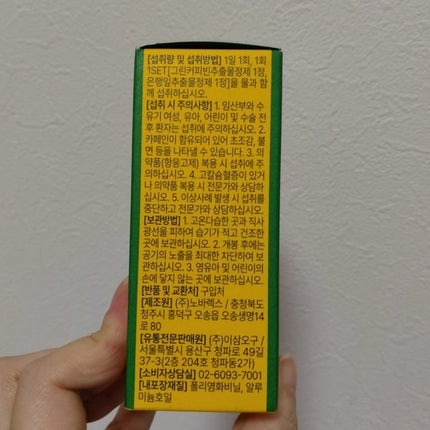 [섭취량 및 섭취방법] 1일 1회, 1회
1SET[그린커피빈추출물정제 1정,
은행잎추출물정제 1정]을 물과 함
께 섭취하십시오.
[섭취 시 주의사항] 1. 임산부와 수
유기 여성, 유아, 어린이 및 수술 전
후 환자는 섭취에 주의하십시오. 2.
카페인이 함유되어 있어 초조감, 불
면 등을 나타낼 수 있습니다. 3. 의
약품(항응고제) 복용 시 섭취에 주
의하십시오. 4. 고칼슘혈증이 있거
나 의약품 복용 시 전문가와 상담하
십시오. 5. 이상사례 발생 시 섭취를
중단하고 전문가와 상담하십시오.
[보관방법] 1. 고온다습한 곳과 직사
광선을 피하여 습기가 적고 건조한
곳에 보관하십시오. 2. 개봉 후에는
공기의 노출을 최대한 차단하여 보
관하십시오. 3. 영유아 및 어린이의
손에 닿지 않는 곳에 보관하십시오.
[반품 및 교환처] 구입처
[제조원] (주)노바렉스 / 충청북도
청주시 흥덕구 오송읍 오송생명14
로 80
[유통전문판매원] (주)이삼오구 /
서울특별시 용산구 청파로 49길
37-3(2층 204호 청파동2가)
[소비자상담실] 02-6093-7001
[내포장재질] 폴리염화비닐, 알루
미늄호일